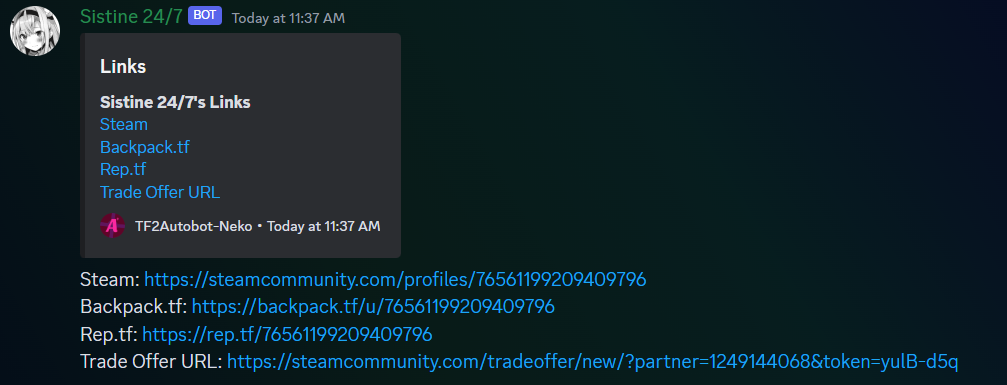 Sistine 24/7 BOT Today at 11:37 AM
Links
Sistine 24/7's Links
Steam
Backpack.tf
Rep.tf
Trade Offer URL
TF2Autobot-Neko • Today at 11:37 AM
Steam: https://steamcommunity.com/profiles/76561199209409796
Backpack.tf: https://backpack.tf/u/76561199209409796
Rep.tf: https://rep.tf/76561199209409796
Trade Offer URL: https://steamcommunity.com/tradeoffer/new/?partner=1249144068&token=yulB-d5q